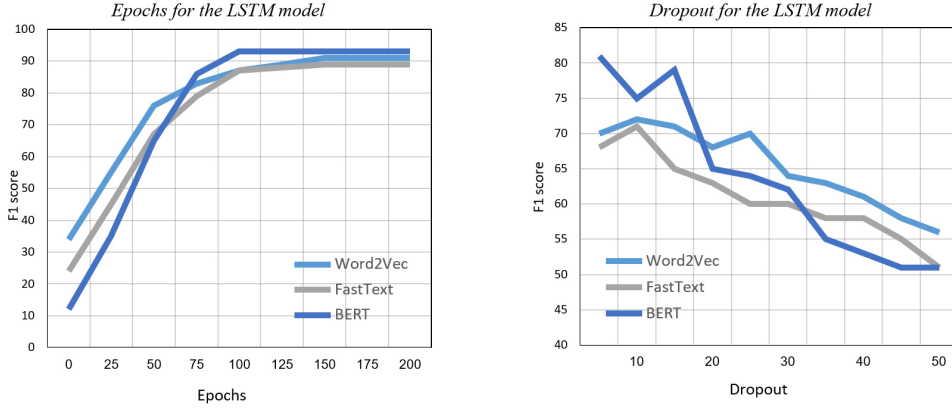 Epochs for the LSTM model
100
90
80
70
60
50
40
30
20
10
0
F1 score
Word2Vec
FastText
BERT
0 25 50 75 100 125 150 175 200
Epochs
Dropout for the LSTM model
85
80
75
70
65
60
55
50
45
40
F1 score
Word2Vec
FastText
BERT
10 20 30 40 50
Dropout